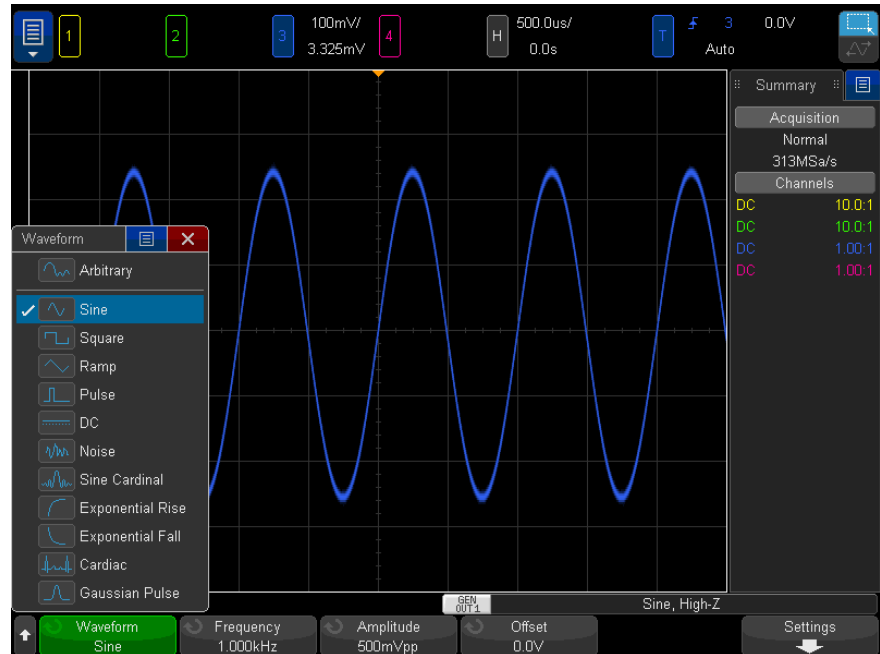 1
2
3
100mV/
3.325mV
4
H
500.0us/
0.0s
T
3
0.0V
Auto
Summary
Acquisition
Normal
313MSa/s
Channels
DC 10.0:1
DC 10.0:1
DC 1.00:1
DC 1.00:1
Waveform
Arbitrary
Sine
Square
Ramp
Pulse
DC
Noise
Sine Cardinal
Exponential Rise
Exponential Fall
Cardiac
Gaussian Pulse
GEN
OUT1
Sine, High-Z
Waveform
Sine
Frequency
1.000kHz
Amplitude
500mVpp
Offset
0.0V
Settings